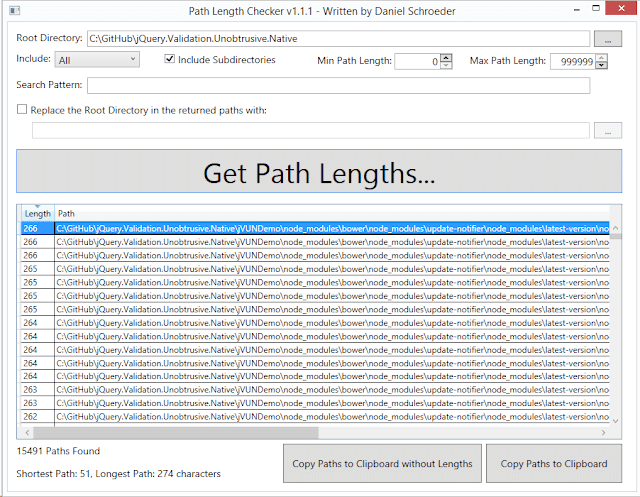 Path Length Checker v1.1.1 - Written by Daniel Schroeder
Root Directory: C:\GitHub\jQuery.Validation.Unobtrusive.Native ...
Include: All Include Subdirectories Min Path Length: 0 Max Path Length: 999999
Search Pattern:
Replace the Root Directory in the returned paths with:
...
Get Path Lengths...
Length Path
266 C:\GitHub\jQuery.Validation.Unobtrusive.Native\jVUNDemo\node_modules\bower\node_modules\update-notifier\node_modules\latest-version\no
266 C:\GitHub\jQuery.Validation.Unobtrusive.Native\jVUNDemo\node_modules\bower\node_modules\update-notifier\node_modules\latest-version\no
266 C:\GitHub\jQuery.Validation.Unobtrusive.Native\jVUNDemo\node_modules\bower\node_modules\update-notifier\node_modules\latest-version\no
265 C:\GitHub\jQuery.Validation.Unobtrusive.Native\jVUNDemo\node_modules\bower\node_modules\update-notifier\node_modules\latest-version\no
265 C:\GitHub\jQuery.Validation.Unobtrusive.Native\jVUNDemo\node_modules\bower\node_modules\update-notifier\node_modules\latest-version\no
265 C:\GitHub\jQuery.Validation.Unobtrusive.Native\jVUNDemo\node_modules\bower\node_modules\update-notifier\node_modules\latest-version\no
265 C:\GitHub\jQuery.Validation.Unobtrusive.Native\jVUNDemo\node_modules\bower\node_modules\update-notifier\node_modules\latest-version\no
264 C:\GitHub\jQuery.Validation.Unobtrusive.Native\jVUNDemo\node_modules\bower\node_modules\update-notifier\node_modules\latest-version\no
264 C:\GitHub\jQuery.Validation.Unobtrusive.Native\jVUNDemo\node_modules\bower\node_modules\update-notifier\node_modules\latest-version\no
264 C:\GitHub\jQuery.Validation.Unobtrusive.Native\jVUNDemo\node_modules\bower\node_modules\update-notifier\node_modules\latest-version\no
264 C:\GitHub\jQuery.Validation.Unobtrusive.Native\jVUNDemo\node_modules\bower\node_modules\update-notifier\node_modules\latest-version\no
264 C:\GitHub\jQuery.Validation.Unobtrusive.Native\jVUNDemo\node_modules\bower\node_modules\update-notifier\node_modules\latest-version\no
263 C:\GitHub\jQuery.Validation.Unobtrusive.Native\jVUNDemo\node_modules\bower\node_modules\update-notifier\node_modules\latest-version\no
263 C:\GitHub\jQuery.Validation.Unobtrusive.Native\jVUNDemo\node_modules\bower\node_modules\update-notifier\node_modules\latest-version\no
262 C:\GitHub\jQuery.Validation.Unobtrusive.Native\jVUNDemo\node_modules\bower\node_modules\update-notifier\node_modules\latest-version\no
15491 Paths Found
Shortest Path: 51, Longest Path: 274 characters
Copy Paths to Clipboard without Lengths Copy Paths to Clipboard